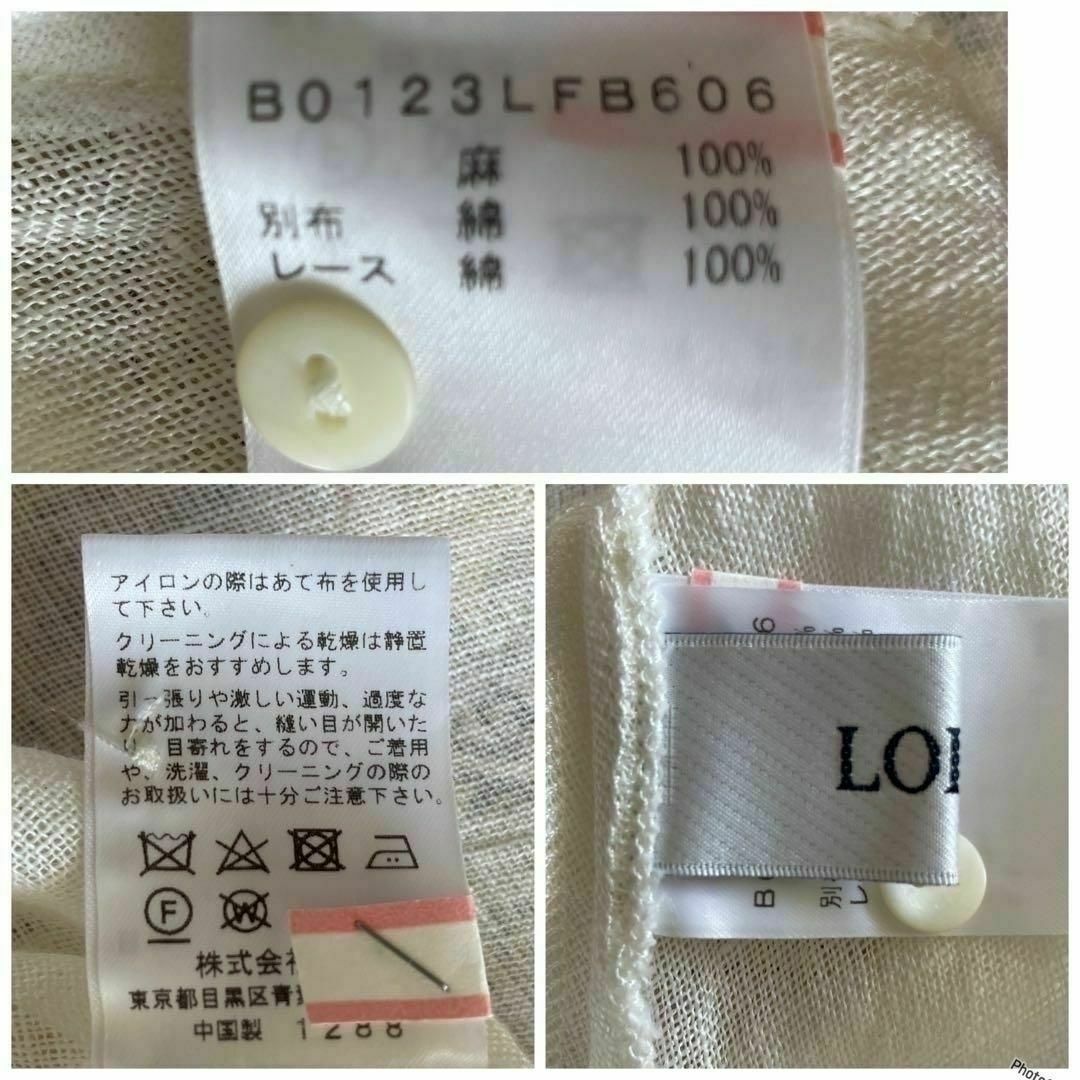 B0123LFB606
麻 100%
別布 綿 100%
レース 綿 100%
アイロンの際はあて布を使用し
て下さい。
クリーニングによる乾燥は静置
乾燥をおすすめします。
引っ張りや激しい運動、過度な
力が加わると、縫い目が開いた
り、目寄れをするので、ご着用
や、洗濯、クリーニングの際の
お取扱いには十分ご注意下さい。
F
W
株式会
東京都目黒区青
中国製 1288
6
%
%
%
LO
B
別
レ
Photo